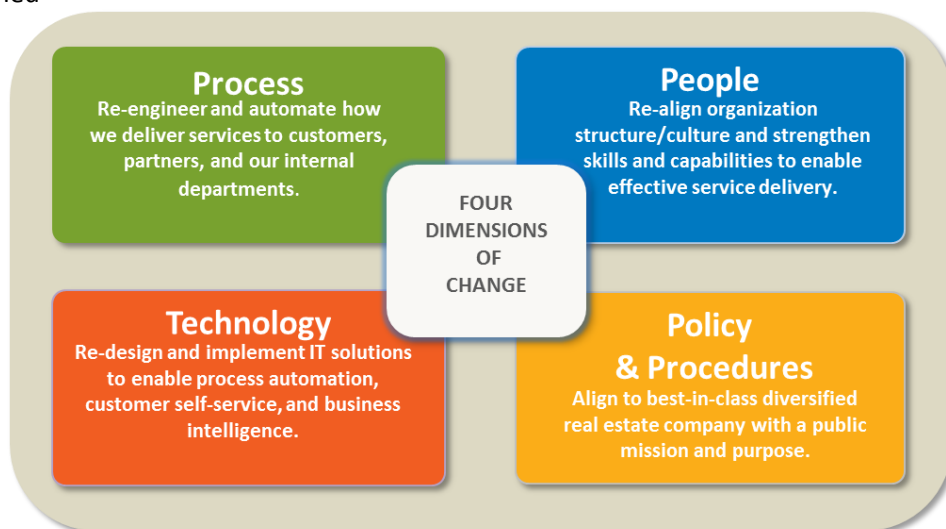 Process
Re-engineer and automate how
we deliver services to customers,
partners, and our internal
departments.
People
Re-align organization
structure/culture and strengthen
skills and capabilities to enable
effective service delivery.
FOUR
DIMENSIONS
OF
CHANGE
Technology
Re-design and implement IT solutions
to enable process automation,
customer self-service, and business
intelligence.
Policy
& Procedures
Align to best-in-class diversified
real estate company with a public
mission and purpose.